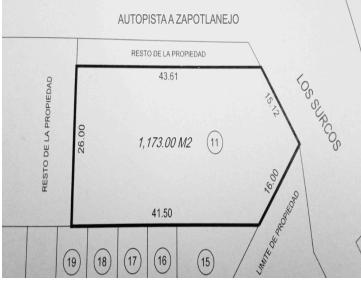 AUTOPISTA A ZAPOTLANEJO
RESTO DE LA PROPIEDAD
43.61
15.12
LOS SURCOS
RESTO DE LA PROPIEDAD
26.00
1,173.00 M2
11
16.00
41.50
LIMITE DE PROPIEDAD
19
18
17
16
15